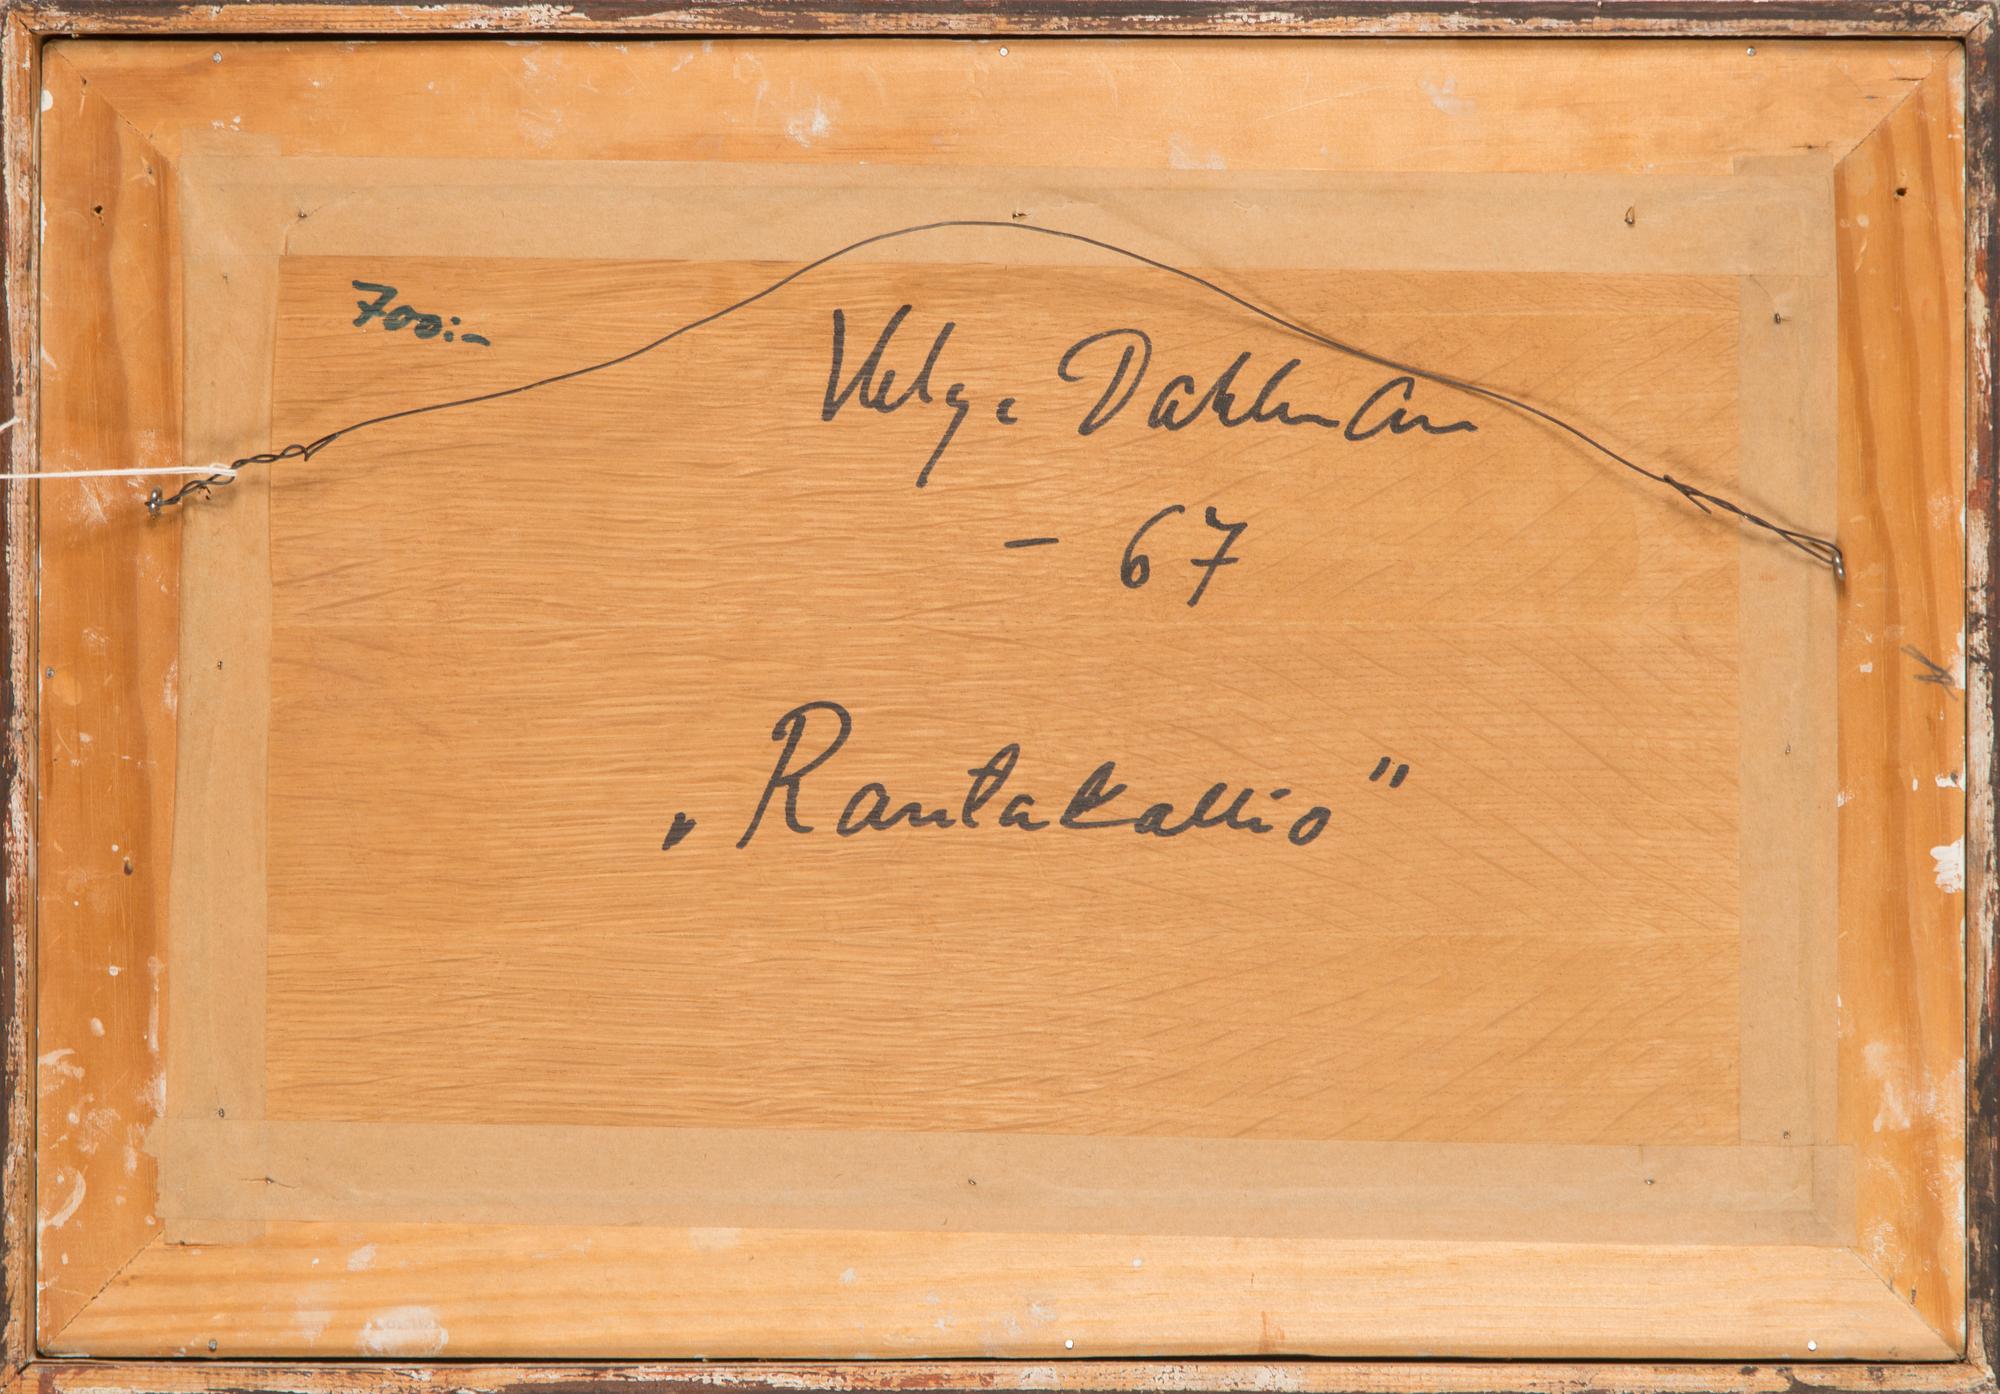 700:-
Helge Dahlman
- 67
„Rantakallio"